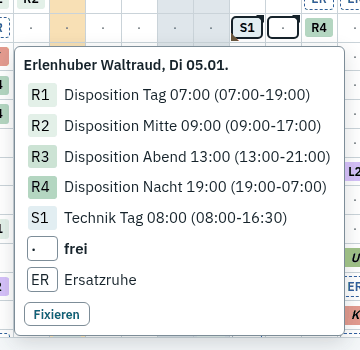 S1 · R4
Erlenhuber Waltraud, Di 05.01.
R1 Disposition Tag 07:00 (07:00-19:00)
R2 Disposition Mitte 09:00 (09:00-17:00)
R3 Disposition Abend 13:00 (13:00-21:00)
R4 Disposition Nacht 19:00 (19:00-07:00)
S1 Technik Tag 08:00 (08:00-16:30)
· frei
ER Ersatzruhe
Fixieren